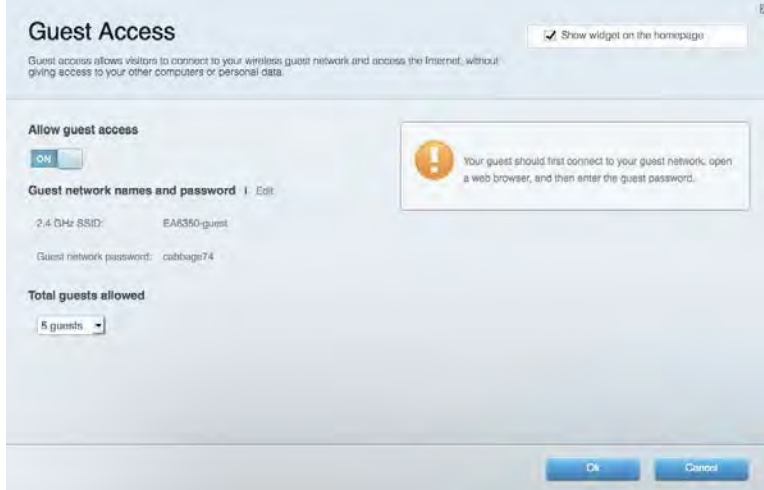 Guest Access
Show widget on the homepage
Guest access allows visitors to connect to your wireless guest network and access the Internet, without
giving access to your other computers or personal data.
Allow guest access
ON
Your guest should first connect to your guest network, open
a web browser, and then enter the guest password.
Guest network names and password | Edit
2.4 GHz SSID: EA6350-guest
Guest network password: cabbage74
Total guests allowed
5 guests
Ok Cancel